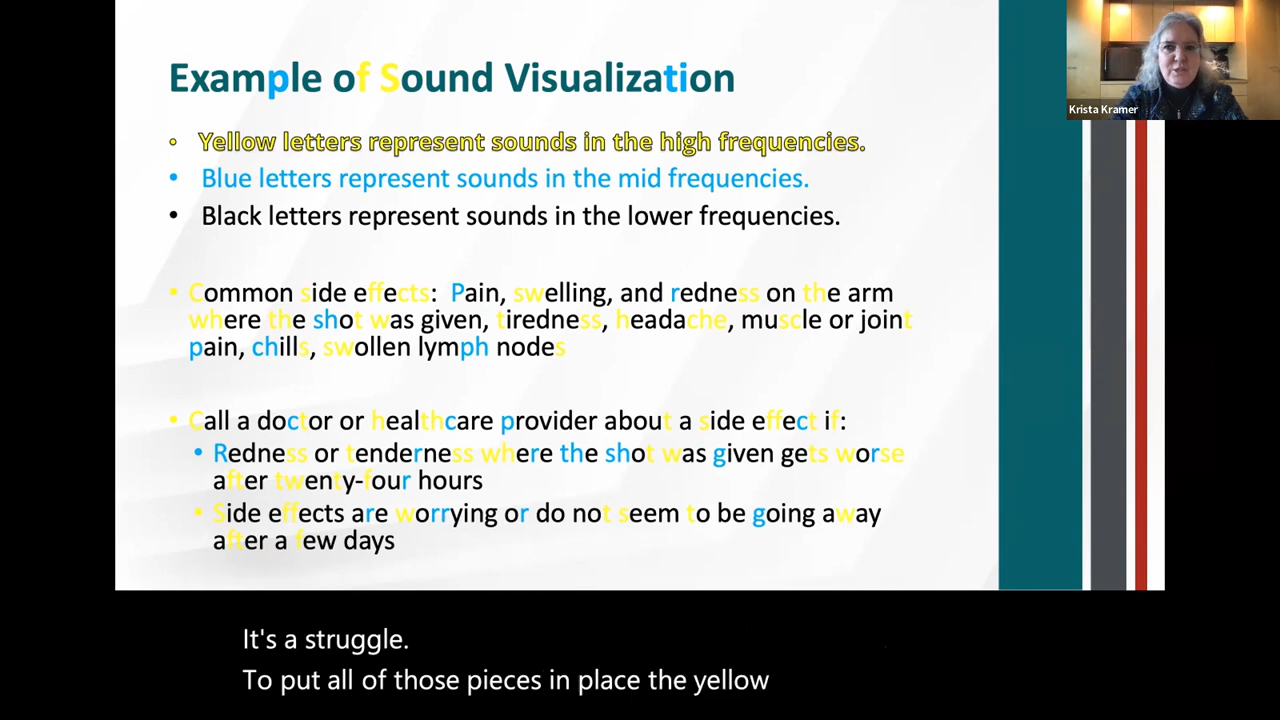 Example of Sound Visualization
Krista Kramer
• Yellow letters represent sounds in the high frequencies.
• Blue letters represent sounds in the mid frequencies.
• Black letters represent sounds in the lower frequencies.
• Common side effects: Pain, swelling, and redness on the arm
where the shot was given, tiredness, headache, muscle or joint
pain, chills, swollen lymph nodes
• Call a doctor or healthcare provider about a side effect if:
• Redness or tenderness where the shot was given gets worse
after twenty-four hours
• Side effects are worrying or do not seem to be going away
after a few days
It's a struggle.
To put all of those pieces in place the yellow